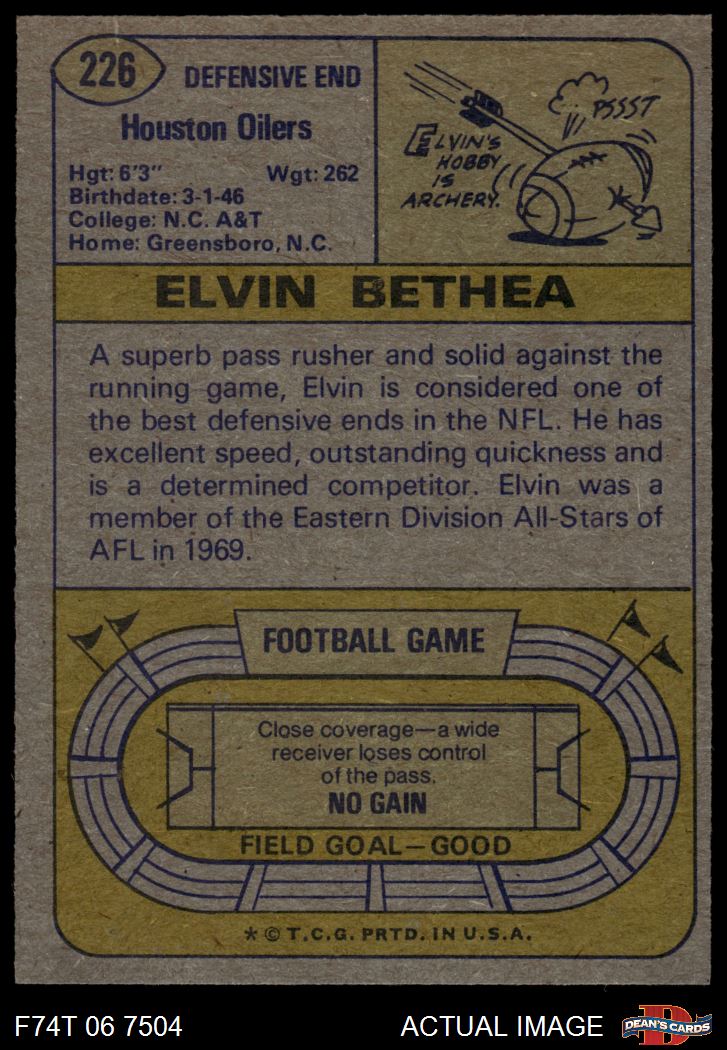 226
DEFENSIVE END
Houston Oilers
Hgt: 6'3" Wgt: 262
Birthdate: 3-1-46
College: N.C. A&T
Home: Greensboro, N.C.
PSSST
ELVIN'S
HOBBY
IS
ARCHERY.
ELVIN BETHEA
A superb pass rusher and solid against the
running game, Elvin is considered one of
the best defensive ends in the NFL. He has
excellent speed, outstanding quickness and
is a determined competitor. Elvin was a
member of the Eastern Division All-Stars of
AFL in 1969.
FOOTBALL GAME
Close coverage—a wide
receiver loses control
of the pass.
NO GAIN
FIELD GOAL—GOOD
* © T.C.G. PRTD. IN U.S.A.
F74T 06 7504 ACTUAL IMAGE
D
DEAN'S CARDS